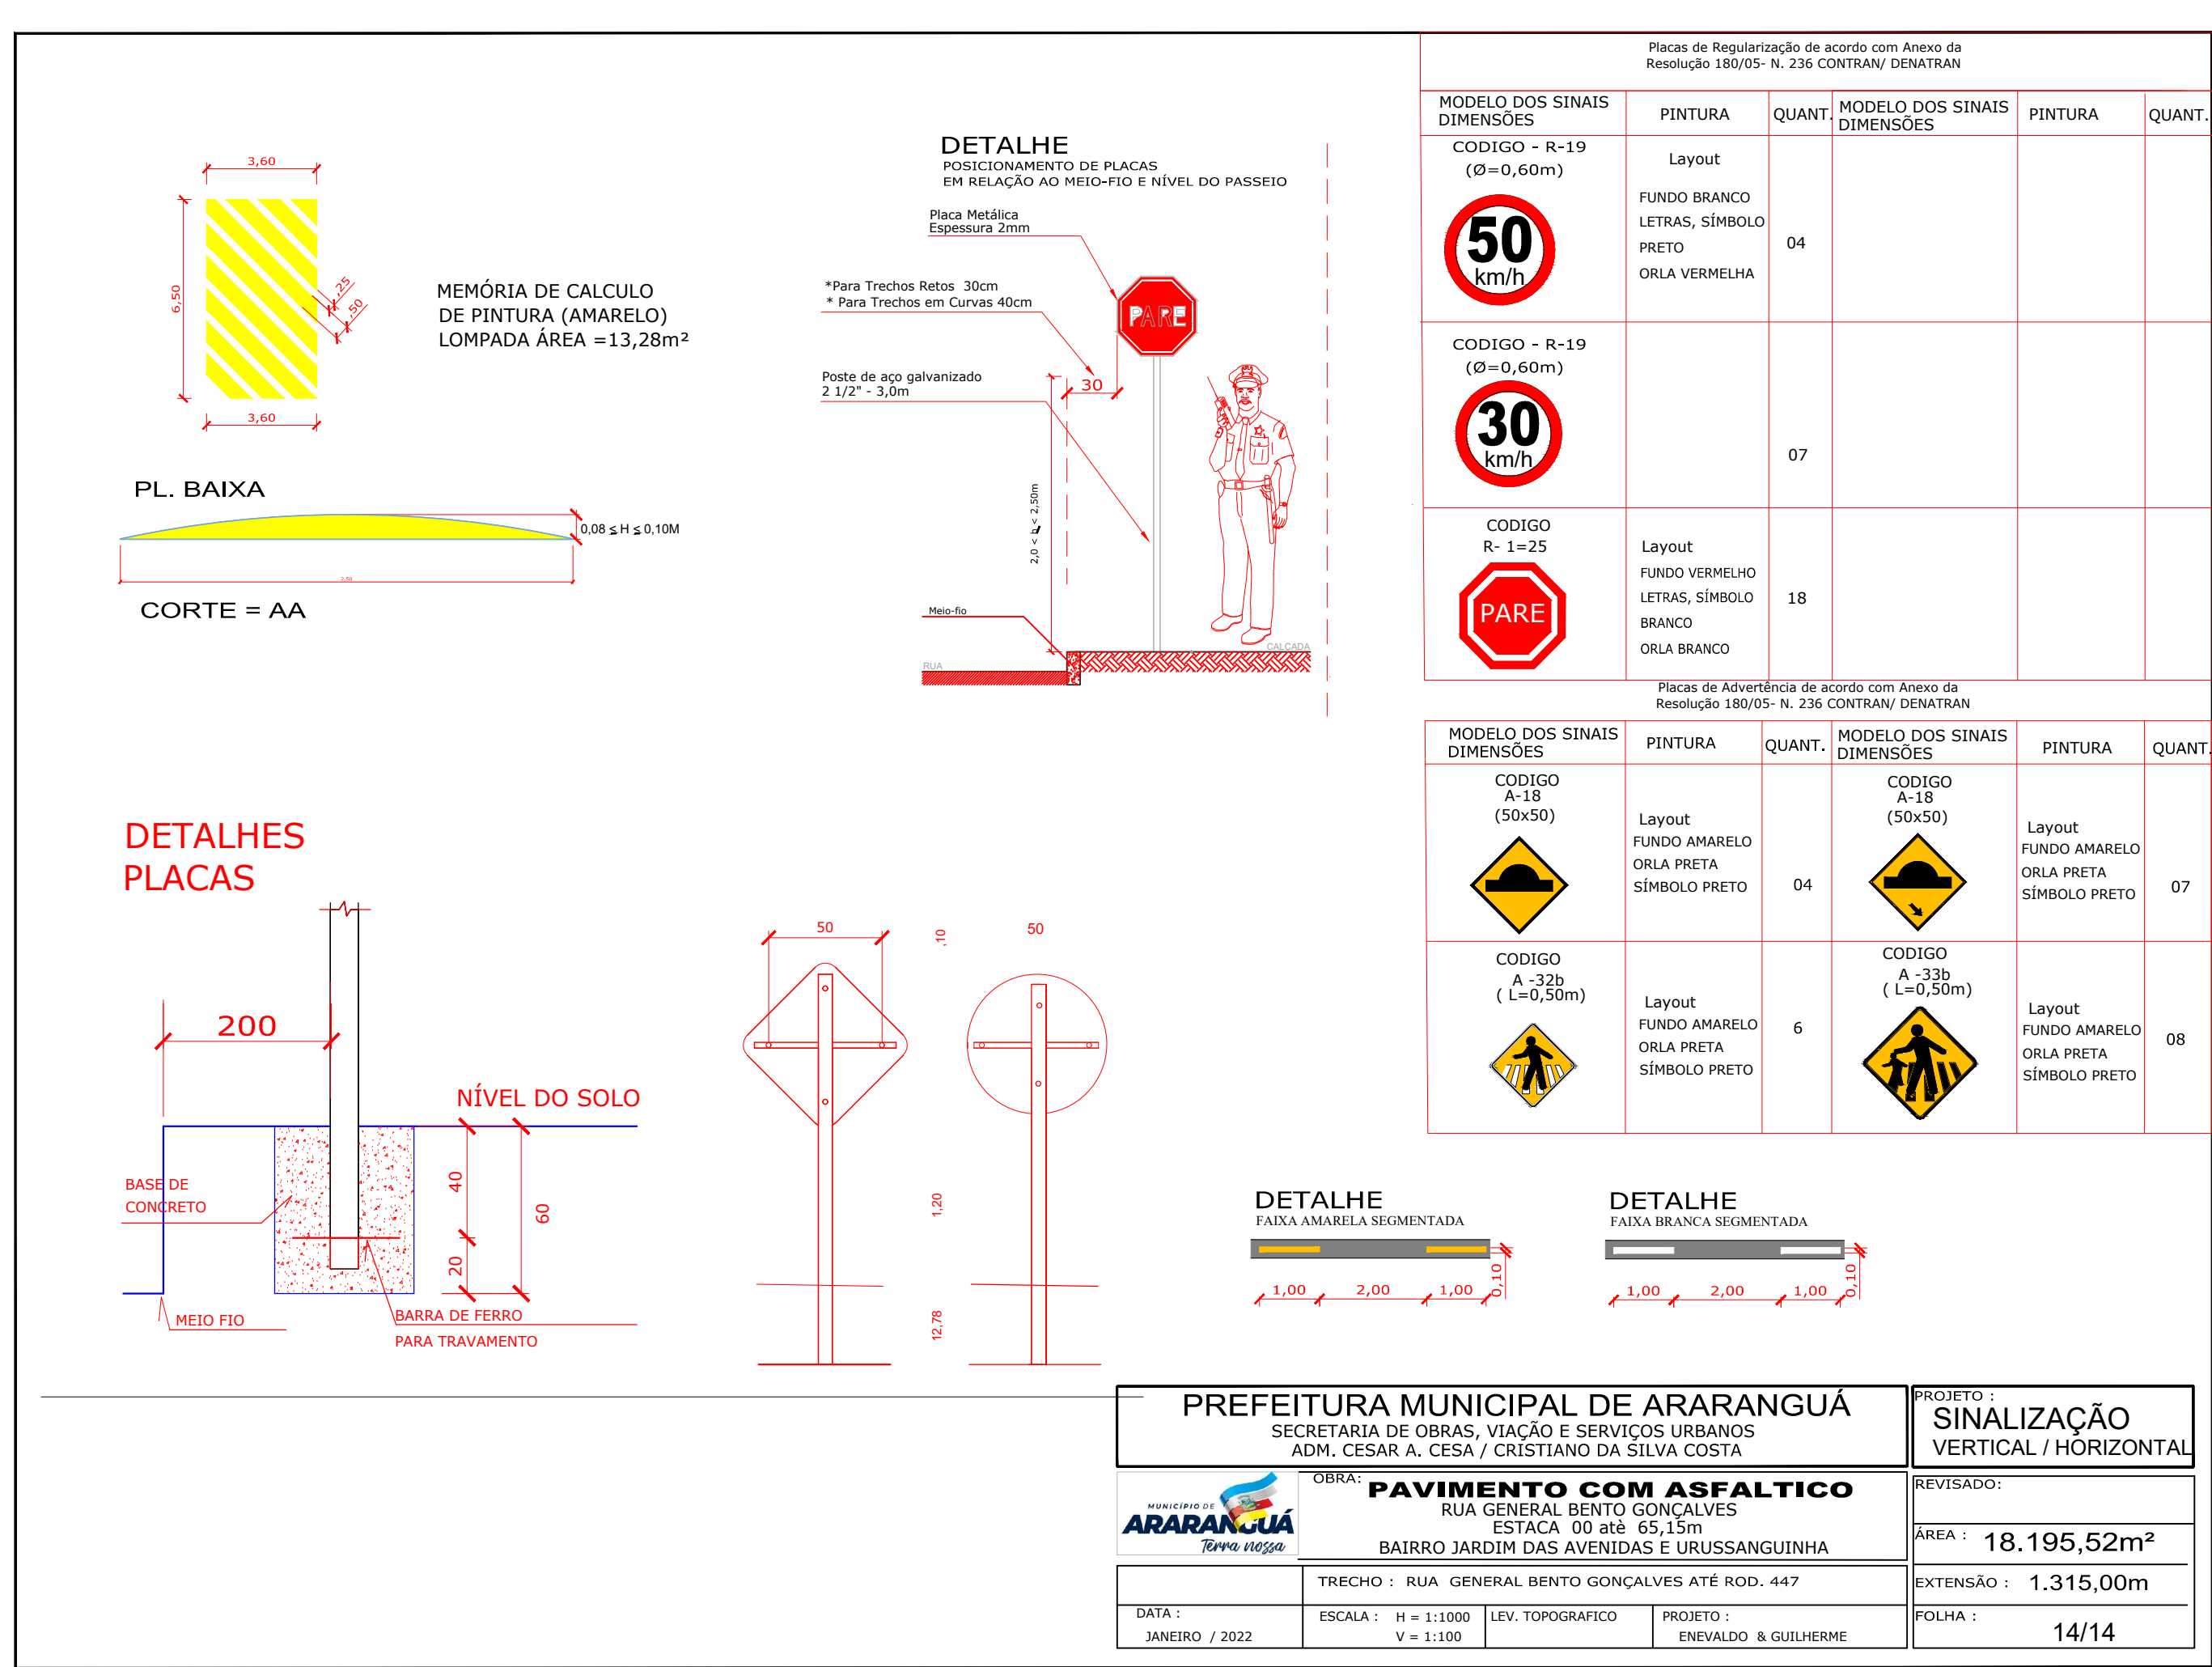 3,60
6,50
,25
,50
3,60
MEMÓRIA DE CALCULO
DE PINTURA (AMARELO)
LOMPADA ÁREA =13,28m²
PL. BAIXA
0,08 ≤ H ≤ 0,10M
2,50
CORTE = AA
DETALHE
POSICIONAMENTO DE PLACAS
EM RELAÇÃO AO MEIO-FIO E NÍVEL DO PASSEIO
Placa Metálica
Espessura 2mm
*Para Trechos Retos 30cm
* Para Trechos em Curvas 40cm
Poste de aço galvanizado
2 1/2" - 3,0m
PARE
30
2,0 < h < 2,50m
Meio-fio
RUA
CALCADA
Placas de Regularização de acordo com Anexo da
Resolução 180/05- N. 236 CONTRAN/ DENATRAN
MODELO DOS SINAIS
DIMENSÕES
PINTURA
QUANT.
MODELO DOS SINAIS
DIMENSÕES
PINTURA
QUANT.
CODIGO - R-19
(Ø=0,60m)
50
km/h
Layout
FUNDO BRANCO
LETRAS, SÍMBOLO
PRETO
ORLA VERMELHA
04
CODIGO - R-19
(Ø=0,60m)
30
km/h
07
CODIGO
R- 1=25
PARE
Layout
FUNDO VERMELHO
LETRAS, SÍMBOLO
BRANCO
ORLA BRANCO
18
Placas de Advertência de acordo com Anexo da
Resolução 180/05- N. 236 CONTRAN/ DENATRAN
MODELO DOS SINAIS
DIMENSÕES
PINTURA
QUANT.
MODELO DOS SINAIS
DIMENSÕES
PINTURA
QUANT.
CODIGO
A-18
(50x50)
Layout
FUNDO AMARELO
ORLA PRETA
SÍMBOLO PRETO
04
CODIGO
A-18
(50x50)
Layout
FUNDO AMARELO
ORLA PRETA
SÍMBOLO PRETO
07
CODIGO
A -32b
( L=0,50m)
Layout
FUNDO AMARELO
ORLA PRETA
SÍMBOLO PRETO
6
CODIGO
A -33b
( L=0,50m)
Layout
FUNDO AMARELO
ORLA PRETA
SÍMBOLO PRETO
08
DETALHES
PLACAS
200
NÍVEL DO SOLO
BASE DE
CONCRETO
40
20
60
MEIO FIO
BARRA DE FERRO
PARA TRAVAMENTO
50
,10
50
1,20
12,78
DETALHE
FAIXA AMARELA SEGMENTADA
1,00
2,00
1,00
0,10
DETALHE
FAIXA BRANCA SEGMENTADA
1,00
2,00
1,00
0,10
PREFEITURA MUNICIPAL DE ARARANGUÁ
SECRETARIA DE OBRAS, VIAÇÃO E SERVIÇOS URBANOS
ADM. CESAR A. CESA / CRISTIANO DA SILVA COSTA
PROJETO :
SINALIZAÇÃO
VERTICAL / HORIZONTAL
MUNICÍPIO DE
ARARANGUÁ
Terra nossa
OBRA:
PAVIMENTO COM ASFALTICO
RUA GENERAL BENTO GONÇALVES
ESTACA 00 atè 65,15m
BAIRRO JARDIM DAS AVENIDAS E URUSSANGUINHA
REVISADO:
ÁREA : 18.195,52m²
TRECHO : RUA GENERAL BENTO GONÇALVES ATÉ ROD. 447
EXTENSÃO : 1.315,00m
DATA :
JANEIRO / 2022
ESCALA : H = 1:1000
V = 1:100
LEV. TOPOGRAFICO
PROJETO :
ENEVALDO & GUILHERME
FOLHA :
14/14